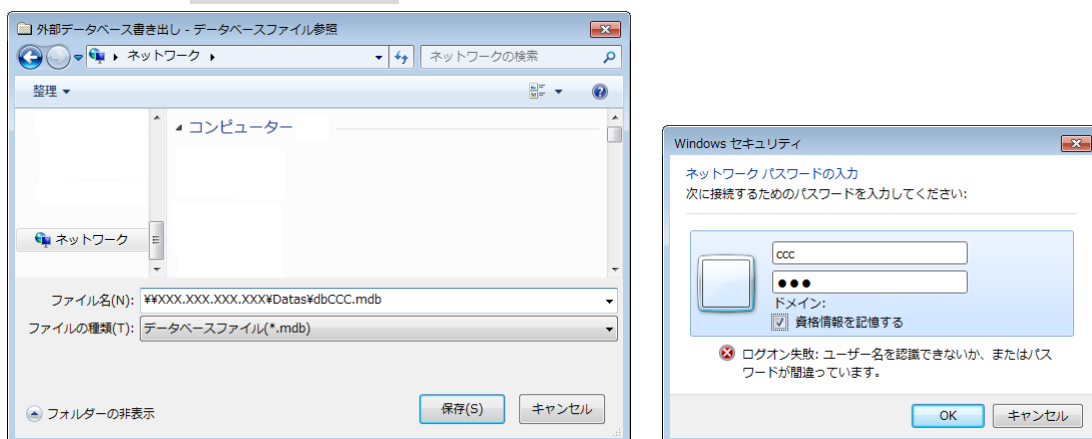 外部データベース書き出し - データベースファイル参照
ネットワーク
ネットワークの検索
整理
コンピューター
ネットワーク
ファイル名(N): ¥¥XXX.XXX.XXX.XXX¥Datas¥dbCCC.mdb
ファイルの種類(T): データベースファイル(*.mdb)
フォルダーの非表示
保存(S)
キャンセル
Windows セキュリティ
ネットワーク パスワードの入力
次に接続するためのパスワードを入力してください:
ccc
●●●
ドメイン:
資格情報を記憶する
ログオン失敗: ユーザー名を認識できないか、またはパス
ワードが間違っています。
OK
キャンセル